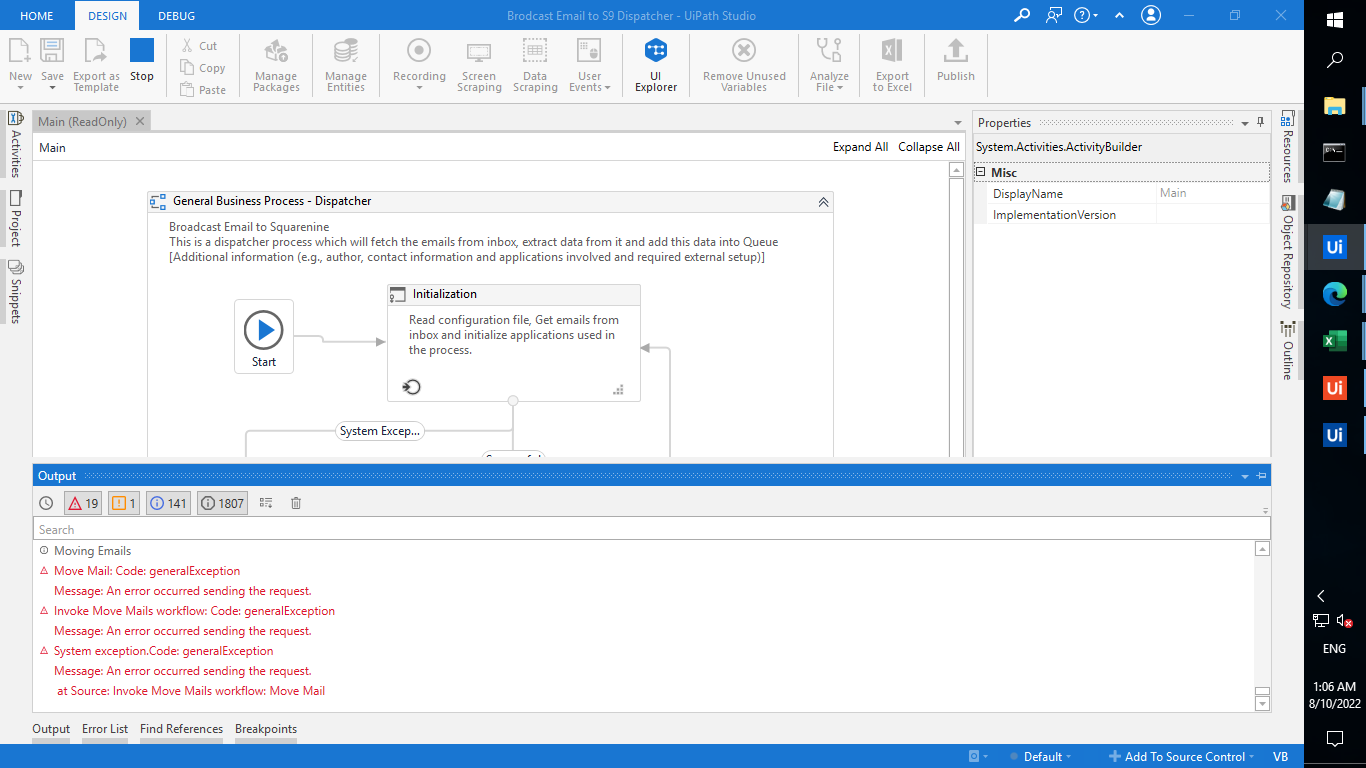 HOME DESIGN DEBUG Brodcast Email to S9 Dispatcher - UiPath Studio
New Save Export as Template Stop
Cut
Copy
Paste
Manage Packages
Manage Entities
Recording
Screen Scraping
Data Scraping
User Events
UI Explorer
Remove Unused Variables
Analyze File
Export to Excel
Publish
Activities
Project
Snippets
Main (ReadOnly)
Main Expand All Collapse All
General Business Process - Dispatcher
Broadcast Email to Squarenine
This is a dispatcher process which will fetch the emails from inbox, extract data from it and add this data into Queue
[Additional information (e.g., author, contact information and applications involved and required external setup)]
Start
Initialization
Read configuration file, Get emails from
inbox and initialize applications used in
the process.
System Excep...
Properties
System.Activities.ActivityBuilder
Misc
DisplayName Main
ImplementationVersion
Resources
Object Repository
Outline
Output
19 1 141 1807
Search
Moving Emails
Move Mail: Code: generalException
Message: An error occurred sending the request.
Invoke Move Mails workflow: Code: generalException
Message: An error occurred sending the request.
System exception.Code: generalException
Message: An error occurred sending the request.
at Source: Invoke Move Mails workflow: Move Mail
Output Error List Find References Breakpoints
Default Add To Source Control VB
Ui
Ui
Ui
ENG
1:06 AM
8/10/2022